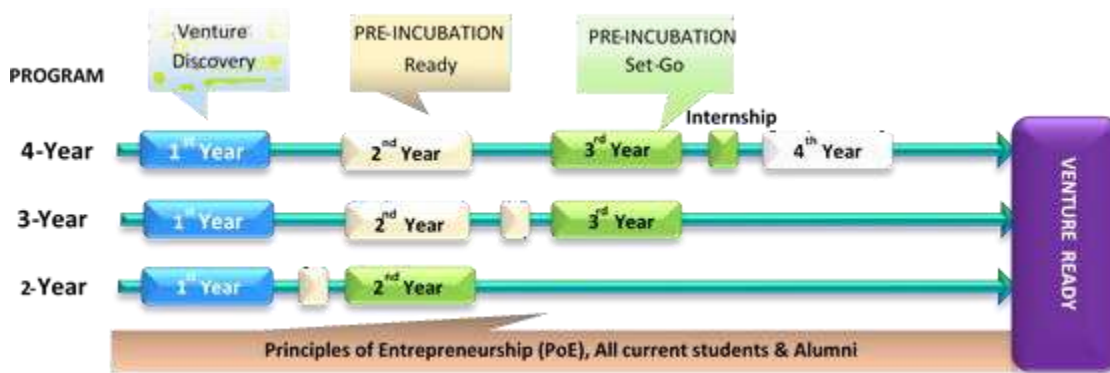 Venture
Discovery
PRE-INCUBATION
Ready
PRE-INCUBATION
Set-Go
PROGRAM
Internship
4-Year
1st Year
2nd Year
3rd Year
4th Year
3-Year
1st Year
2nd Year
3rd Year
2-Year
1st Year
2nd Year
VENTURE READY
Principles of Entrepreneurship (PoE), All current students & Alumni